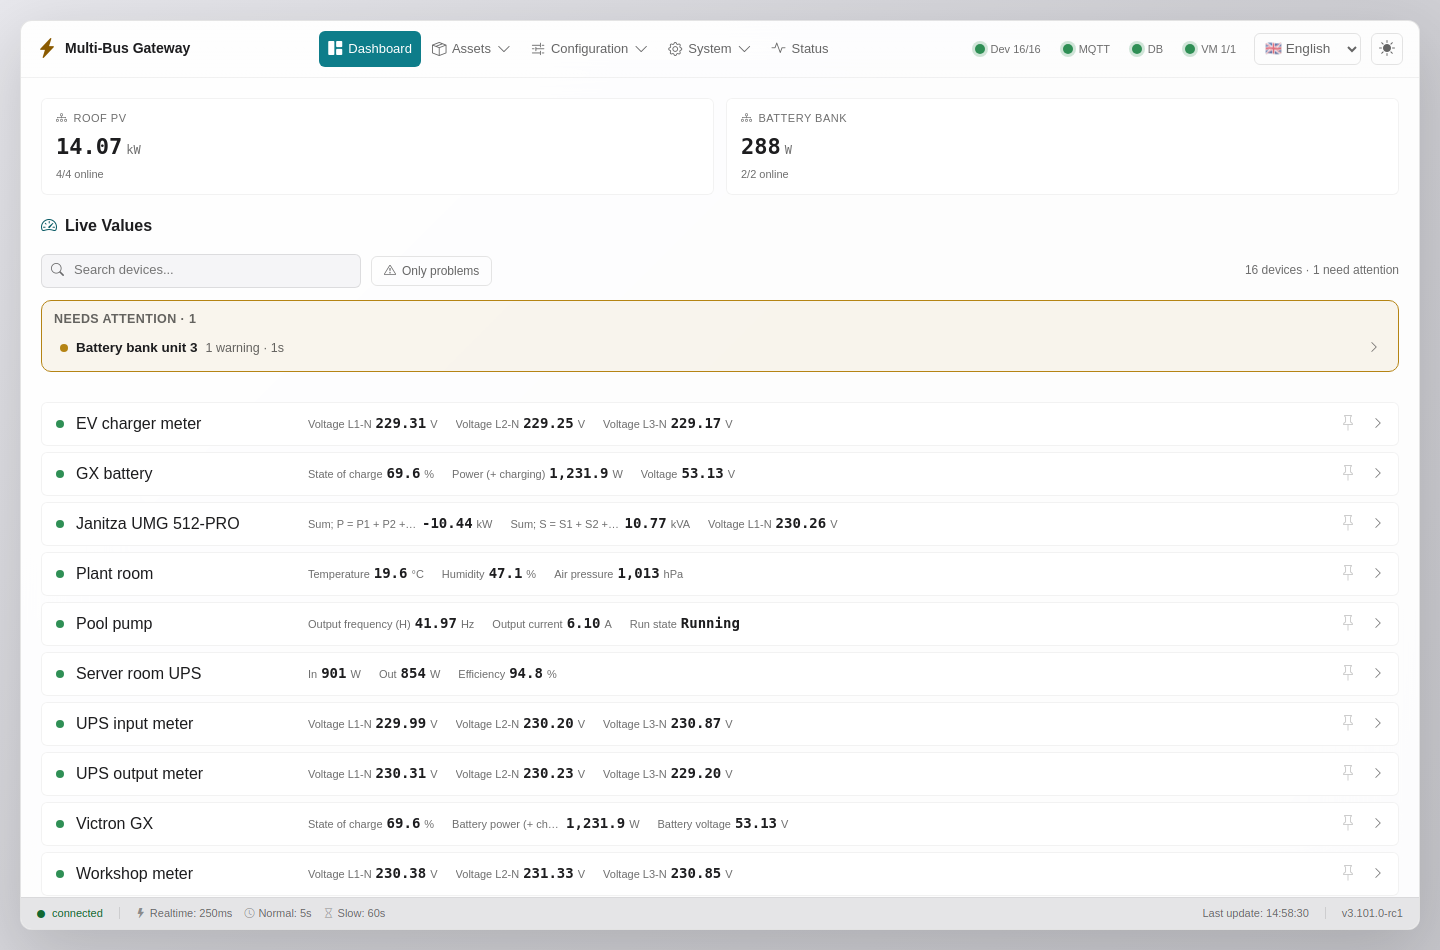 Multi-Bus Gateway Dashboard Assets Configuration System Status Dev 16/16 MQTT DB VM 1/1 🇬🇧 English
ROOF PV
14.07 kW
4/4 online
BATTERY BANK
288 W
2/2 online
Live Values
Search devices... Only problems 16 devices · 1 need attention
NEEDS ATTENTION · 1
Battery bank unit 3 1 warning · 1s
EV charger meter Voltage L1-N 229.31 V Voltage L2-N 229.25 V Voltage L3-N 229.17 V
GX battery State of charge 69.6 % Power (+ charging) 1,231.9 W Voltage 53.13 V
Janitza UMG 512-PRO Sum; P = P1 + P2 +… -10.44 kW Sum; S = S1 + S2 +… 10.77 kVA Voltage L1-N 230.26 V
Plant room Temperature 19.6 °C Humidity 47.1 % Air pressure 1,013 hPa
Pool pump Output frequency (H) 41.97 Hz Output current 6.10 A Run state Running
Server room UPS In 901 W Out 854 W Efficiency 94.8 %
UPS input meter Voltage L1-N 229.99 V Voltage L2-N 230.20 V Voltage L3-N 230.87 V
UPS output meter Voltage L1-N 230.31 V Voltage L2-N 230.23 V Voltage L3-N 229.20 V
Victron GX State of charge 69.6 % Battery power (+ ch… 1,231.9 W Battery voltage 53.13 V
Workshop meter Voltage L1-N 230.38 V Voltage L2-N 231.33 V Voltage L3-N 230.85 V
connected Realtime: 250ms Normal: 5s Slow: 60s Last update: 14:58:30 v3.101.0-rc1